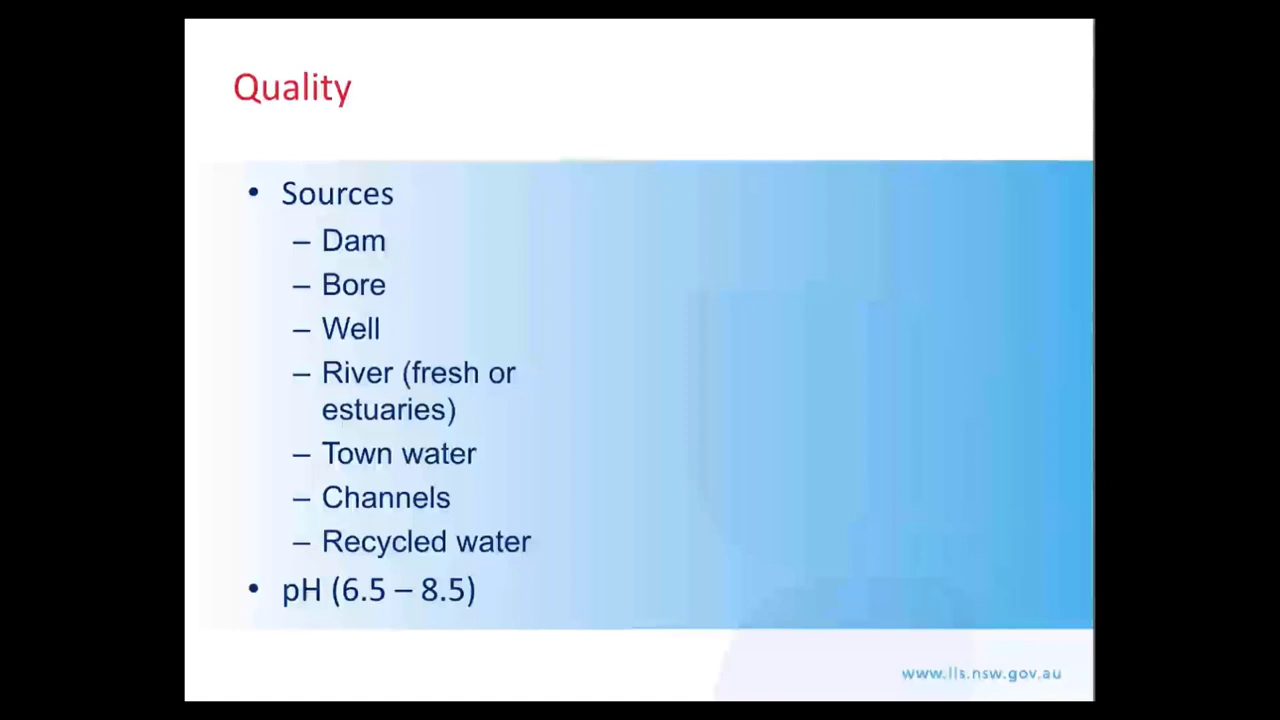 Quality
• Sources
– Dam
– Bore
– Well
– River (fresh or
estuaries)
– Town water
– Channels
– Recycled water
• pH (6.5 – 8.5)
www.lls.nsw.gov.au